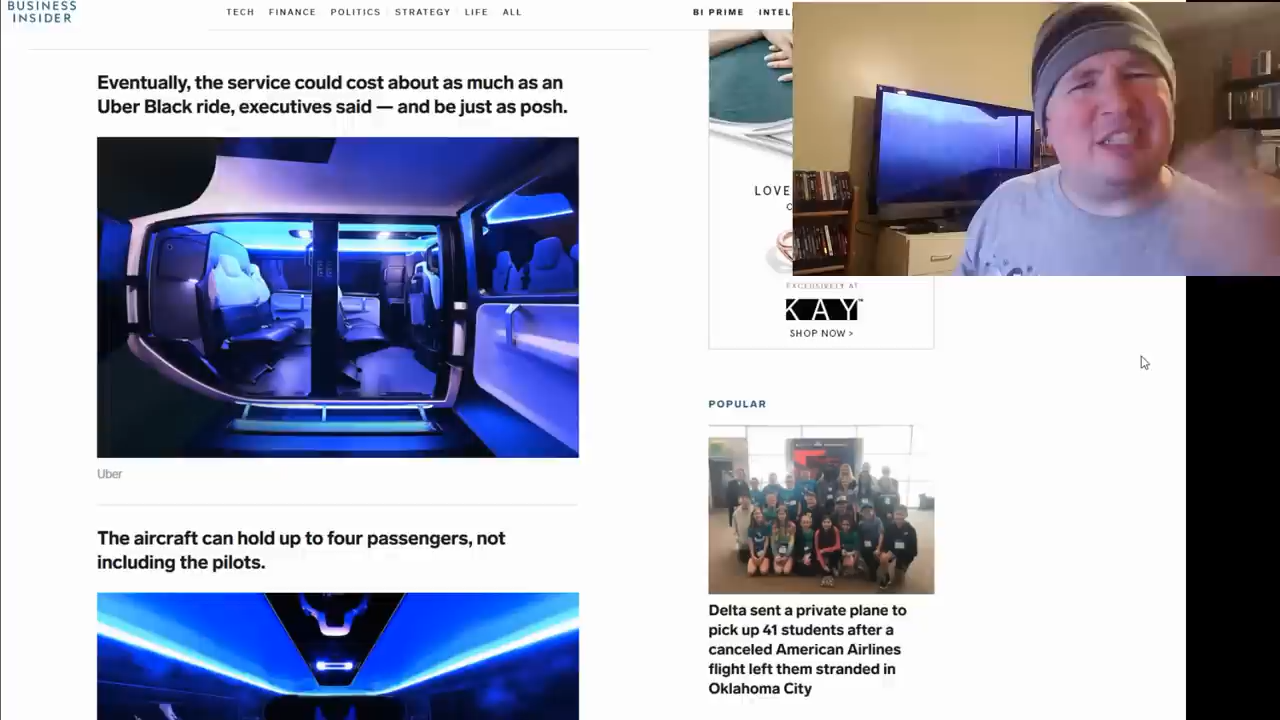 BUSINESS
INSIDER
TECH FINANCE POLITICS STRATEGY LIFE ALL
BI PRIME
Eventually, the service could cost about as much as an
Uber Black ride, executives said — and be just as posh.
Uber
The aircraft can hold up to four passengers, not
including the pilots.
LOVE
EXCLUSIVELY AT
KAY
SHOP NOW >
POPULAR
Delta sent a private plane to
pick up 41 students after a
canceled American Airlines
flight left them stranded in
Oklahoma City